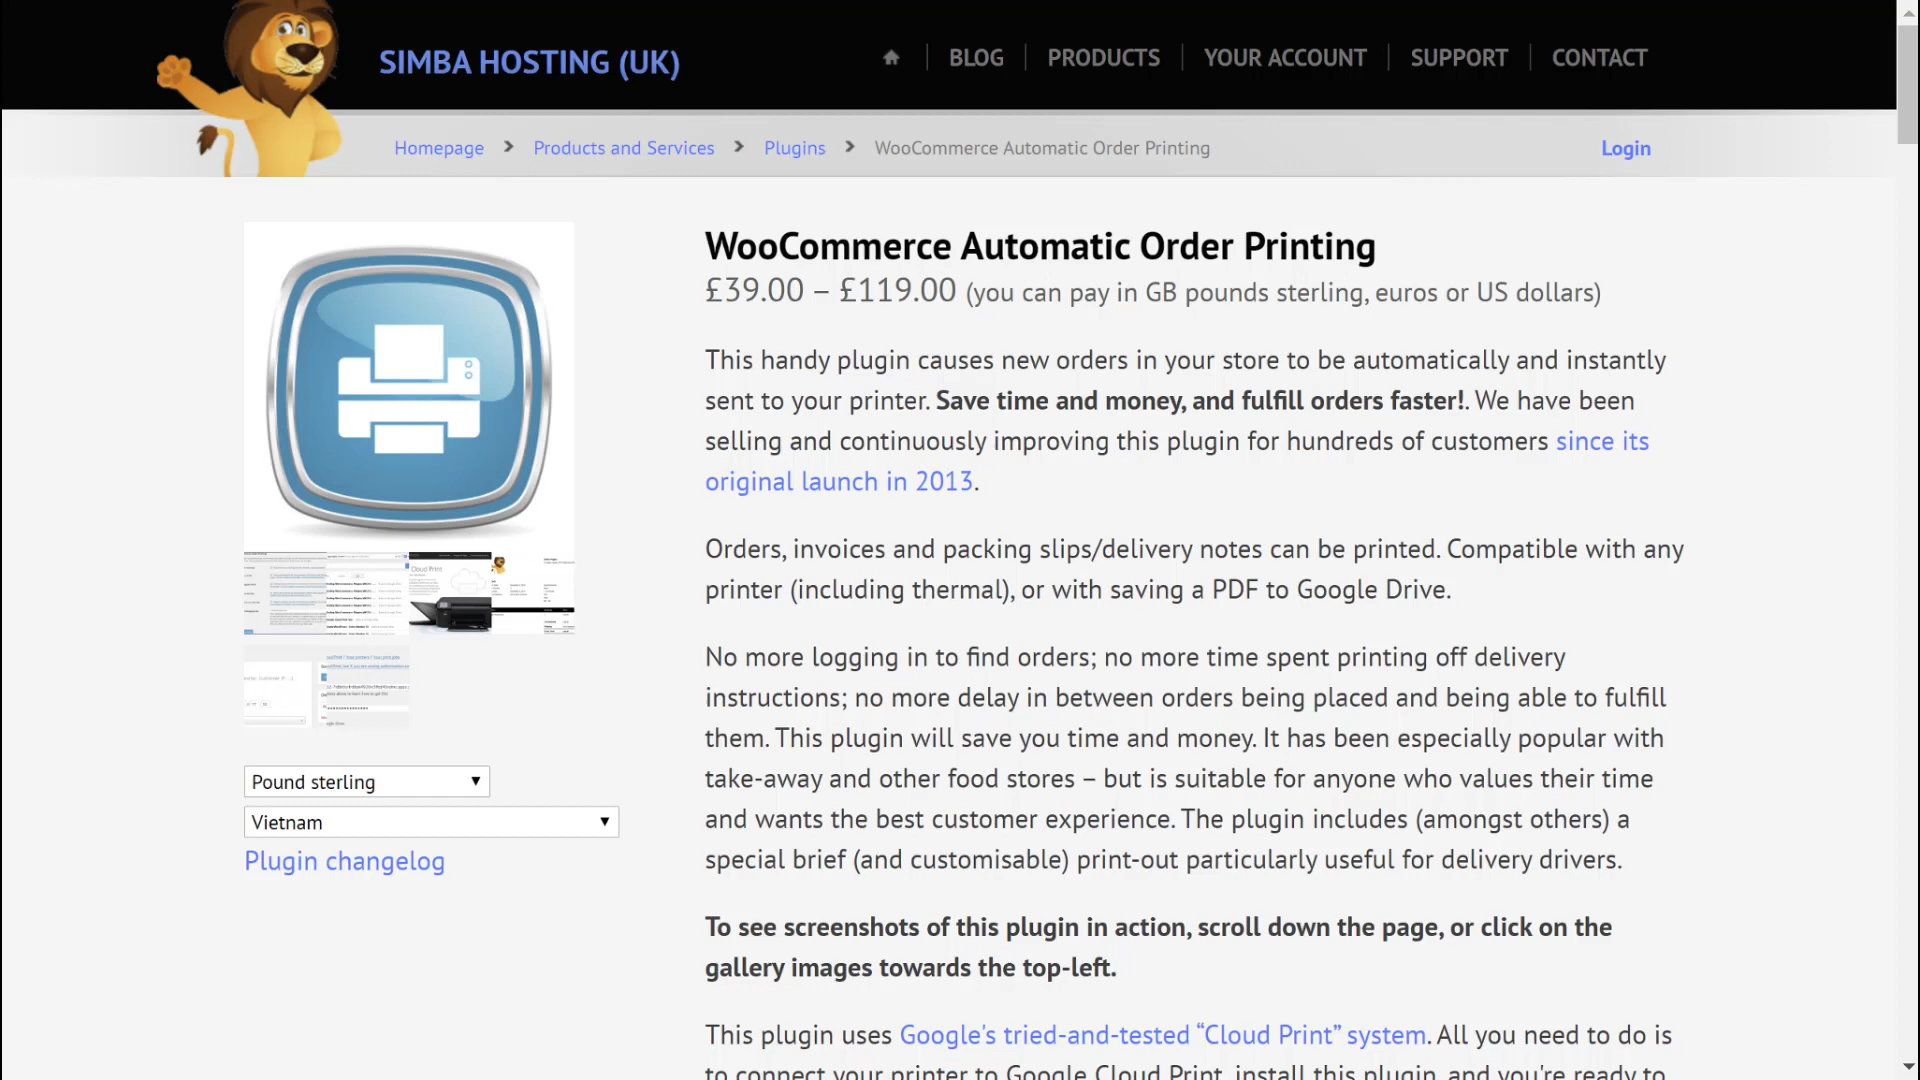 SIMBA HOSTING (UK)
BLOG
PRODUCTS
YOUR ACCOUNT
SUPPORT
CONTACT
Homepage
Products and Services
Plugins
WooCommerce Automatic Order Printing
Login
WooCommerce Automatic Order Printing
£39.00 – £119.00 (you can pay in GB pounds sterling, euros or US dollars)
This handy plugin causes new orders in your store to be automatically and instantly
sent to your printer. Save time and money, and fulfill orders faster!. We have been
selling and continuously improving this plugin for hundreds of customers since its
original launch in 2013.
Orders, invoices and packing slips/delivery notes can be printed. Compatible with any
printer (including thermal), or with saving a PDF to Google Drive.
No more logging in to find orders; no more time spent printing off delivery
instructions; no more delay in between orders being placed and being able to fulfill
them. This plugin will save you time and money. It has been especially popular with
take-away and other food stores – but is suitable for anyone who values their time
and wants the best customer experience. The plugin includes (amongst others) a
special brief (and customisable) print-out particularly useful for delivery drivers.
To see screenshots of this plugin in action, scroll down the page, or click on the
gallery images towards the top-left.
This plugin uses Google's tried-and-tested “Cloud Print” system. All you need to do is
to connect your printer to Google Cloud Print, install this plugin, and you're ready to
Cloud Print
Pound sterling
Vietnam
Plugin changelog